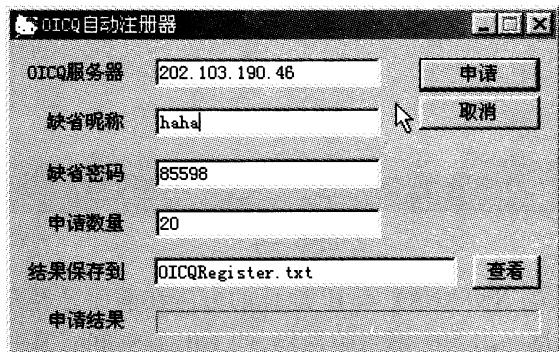 OICQ自动注册器
OICQ服务器 202.103.190.46 申请
缺省昵称 haha 取消
缺省密码 85598
申请数量 20
结果保存到 OICQRegister.txt 查看
申请结果